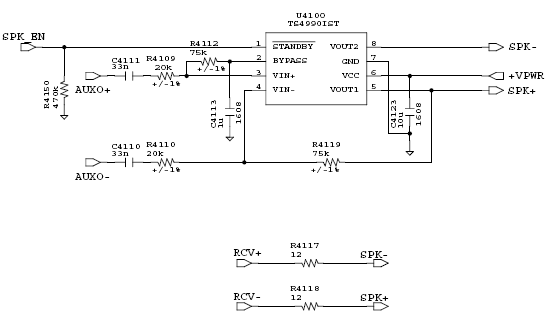 U4100
TS4990IST
SPK_EN
R4112
75k
+/-1%
1
STANDBY
VOUT2
8
SPK-
2
BYPASS
GND
7
C4111
33n
R4109
20k
+/-1%
AUXO+
3
VIN+
VCC
6
+VPWR
4
VIN-
VOUT1
5
SPK+
R4150
470k
C4113
1u
1608
C4123
10u
1608
C4110
33n
R4110
20k
+/-1%
R4119
75k
+/-1%
AUXO-
RCV+
R4117
12
SPK-
RCV-
R4118
12
SPK+